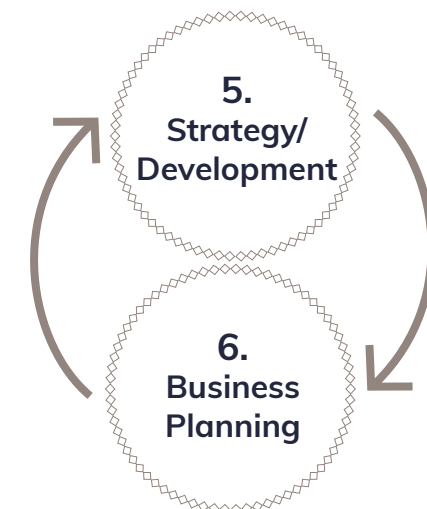 5.
Strategy/
Development
6.
Business
Planning